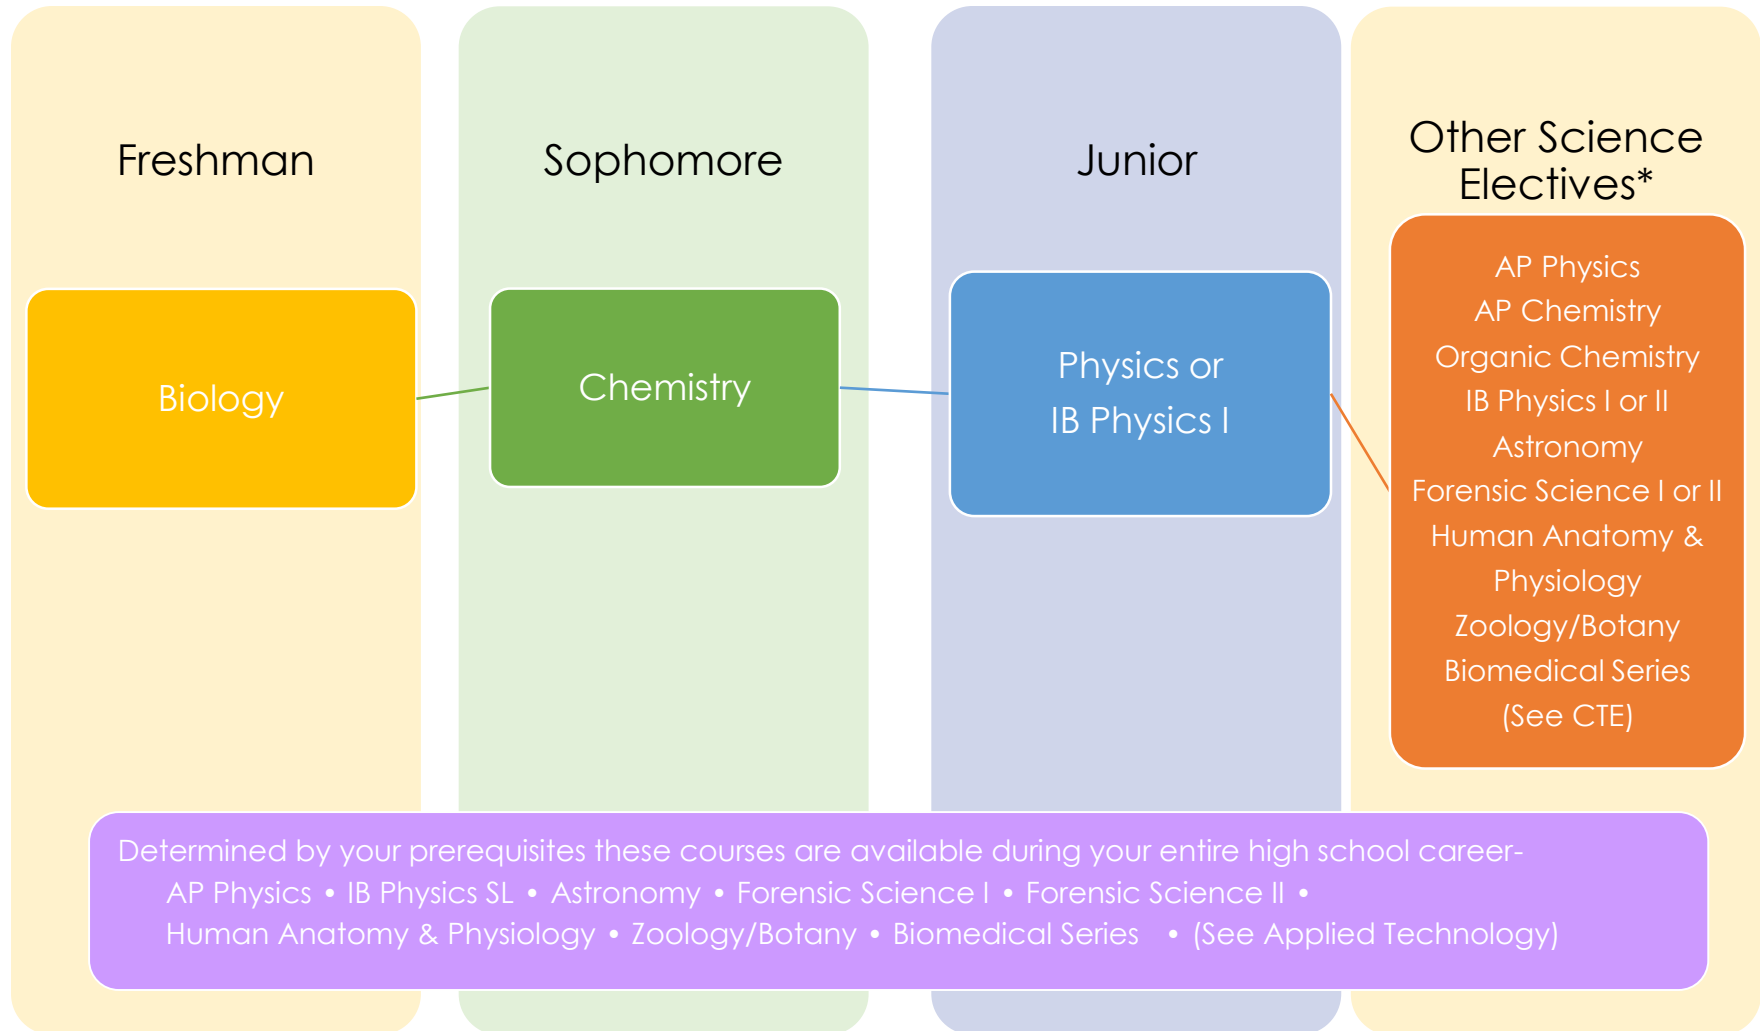 Freshman
Biology
Sophomore
Chemistry
Junior
Physics or
IB Physics I
Other Science
Electives*
AP Physics
AP Chemistry
Organic Chemistry
IB Physics I or II
Astronomy
Forensic Science I or II
Human Anatomy &
Physiology
Zoology/Botany
Biomedical Series
(See CTE)
Determined by your prerequisites these courses are available during your entire high school career-
AP Physics • IB Physics SL • Astronomy • Forensic Science I • Forensic Science II •
Human Anatomy & Physiology • Zoology/Botany • Biomedical Series • (See Applied Technology)